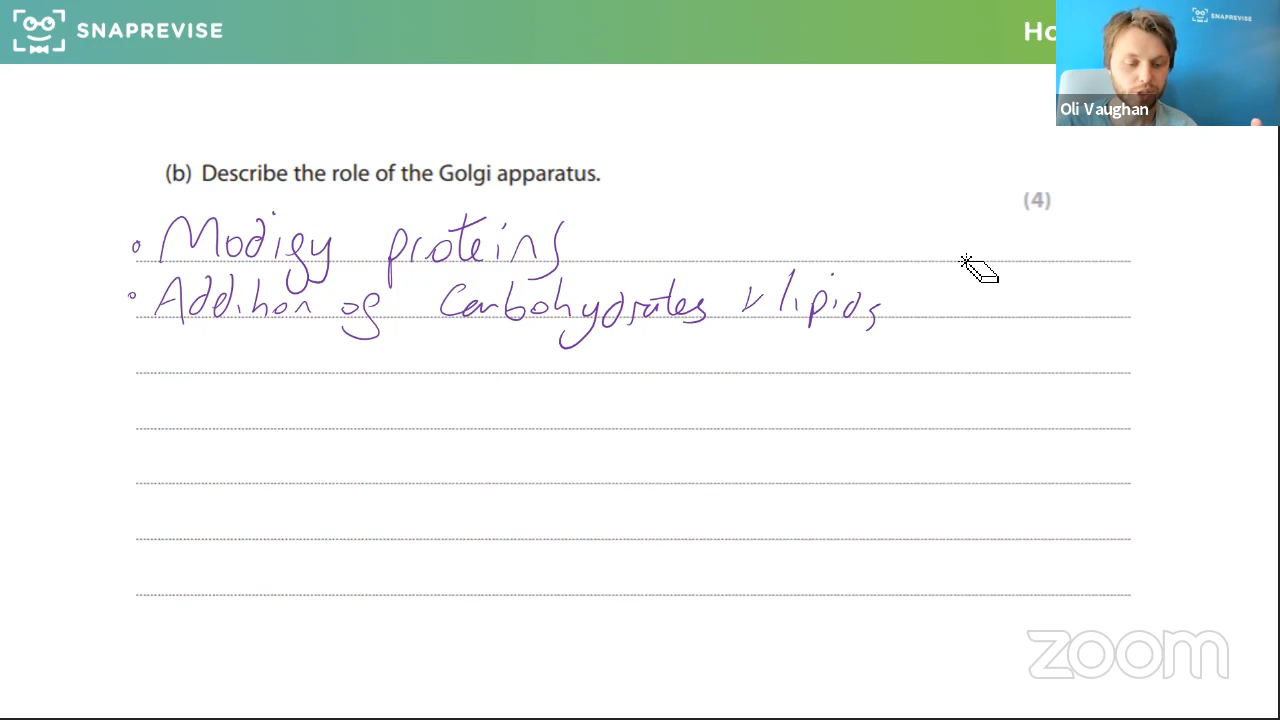 SNAPREVISE
Ho
SNAPREVISE
Oli Vaughan
(b) Describe the role of the Golgi apparatus.
(4)
• Modify proteins
• Addition of carbohydrates + lipids
zoom